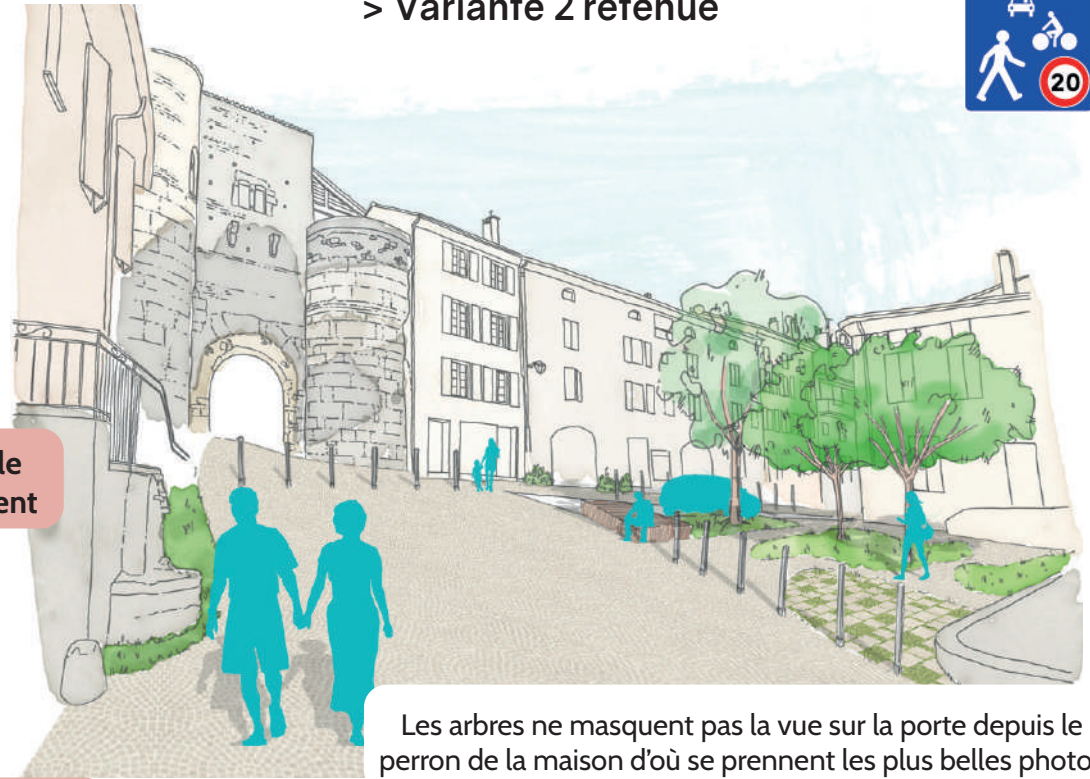 > Variante 2 retenue
20
le
ent
Les arbres ne masquent pas la vue sur la porte depuis le
perron de la maison d'où se prennent les plus belles photo